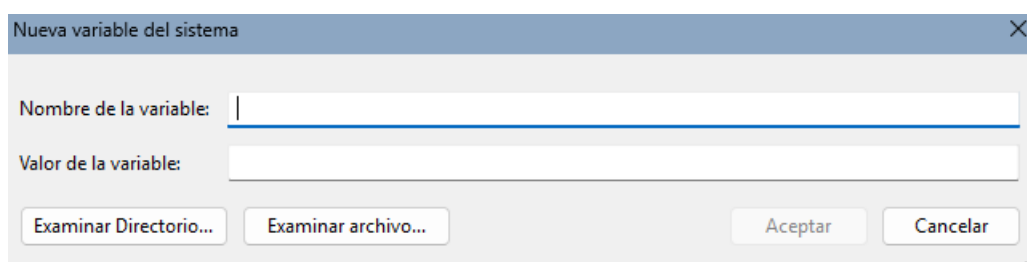 Nueva variable del sistema
Nombre de la variable:
Valor de la variable:
Examinar Directorio... Examinar archivo... Aceptar Cancelar